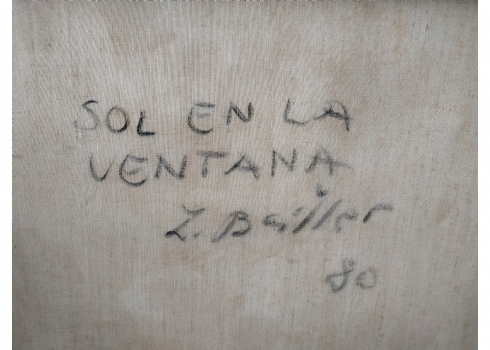 SOL EN LA
VENTANA
Z. Bailler
80